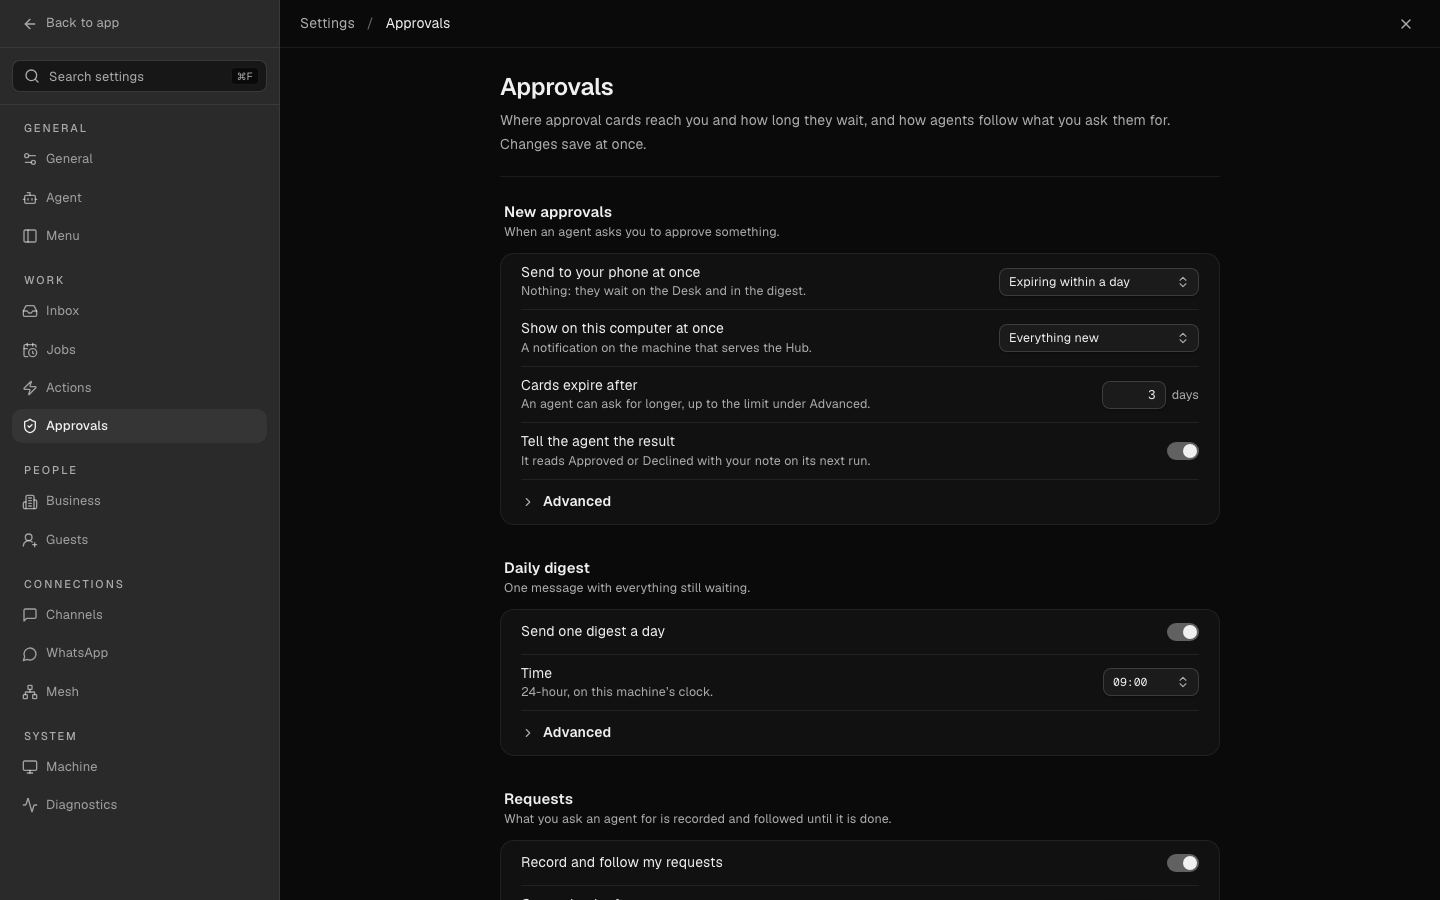 Back to app
Settings / Approvals
Search settings ⌘F
GENERAL
General
Agent
Menu
WORK
Inbox
Jobs
Actions
Approvals
PEOPLE
Business
Guests
CONNECTIONS
Channels
WhatsApp
Mesh
SYSTEM
Machine
Diagnostics
Approvals
Where approval cards reach you and how long they wait, and how agents follow what you ask them for.
Changes save at once.
New approvals
When an agent asks you to approve something.
Send to your phone at once
Nothing: they wait on the Desk and in the digest.
Expiring within a day
Show on this computer at once
A notification on the machine that serves the Hub.
Everything new
Cards expire after
An agent can ask for longer, up to the limit under Advanced.
3 days
Tell the agent the result
It reads Approved or Declined with your note on its next run.
Advanced
Daily digest
One message with everything still waiting.
Send one digest a day
Time
24-hour, on this machine's clock.
09:00
Advanced
Requests
What you ask an agent for is recorded and followed until it is done.
Record and follow my requests